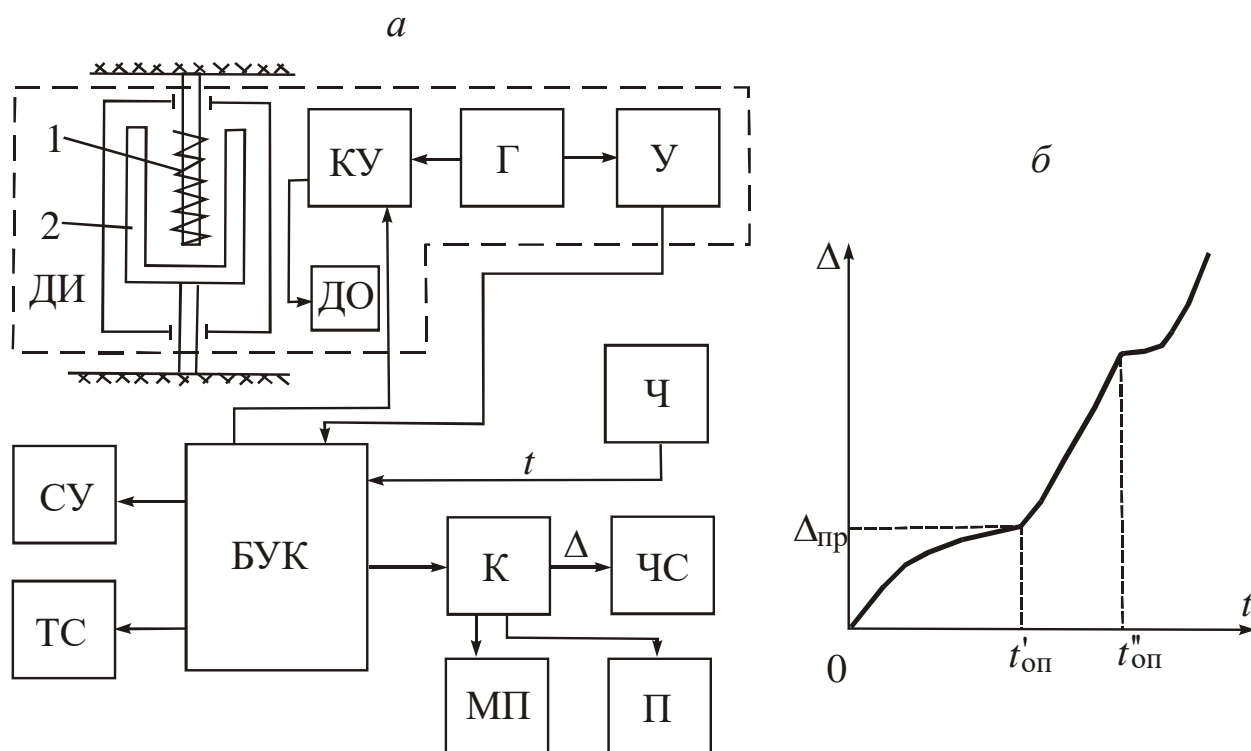 а
1
2
ДИ
КУ
Г
У
ДО
Ч
t
СУ
БУК
ТС
К
Δ
ЧС
МП
П
б
Δ
Δпр
0
t'оп
t''оп
t